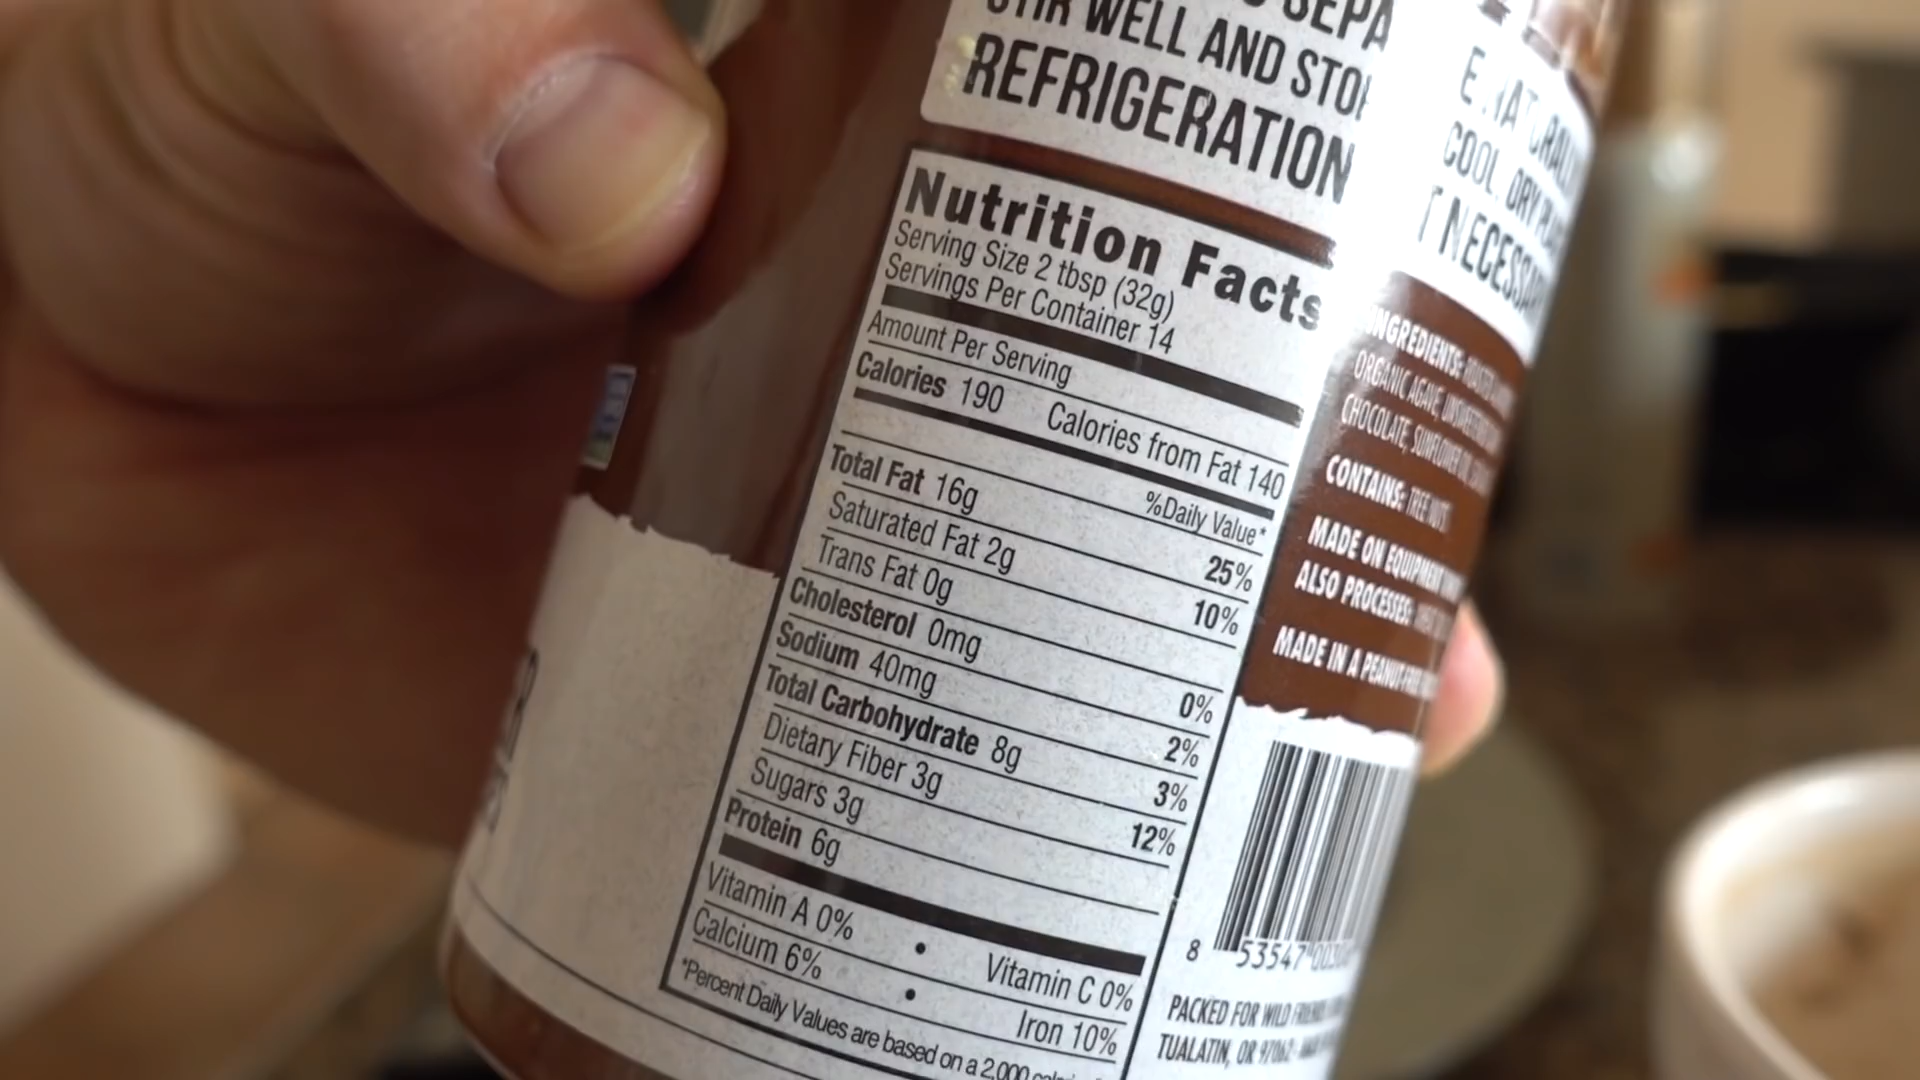 SEPA
STIR WELL AND STO
REFRIGERATION
COOL, DRY
T NECESSA
Nutrition Facts
Serving Size 2 tbsp (32g)
Servings Per Container 14
Amount Per Serving
Calories 190 Calories from Fat 140
%Daily Value*
Total Fat 16g 25%
Saturated Fat 2g 10%
Trans Fat 0g
Cholesterol 0mg 0%
Sodium 40mg 2%
Total Carbohydrate 8g 3%
Dietary Fiber 3g 12%
Sugars 3g
Protein 6g
Vitamin A 0% • Vitamin C 0%
Calcium 6% • Iron 10%
*Percent Daily Values are based on a 2,000
INGREDIENTS:
ORGANIC AGAVE,
CHOCOLATE,
CONTAINS: TREE NUT
MADE ON EQUIPMENT
ALSO PROCESSES
MADE IN A PEANUT
8 53547
PACKED FOR WILD
TUALATIN, OR 97062